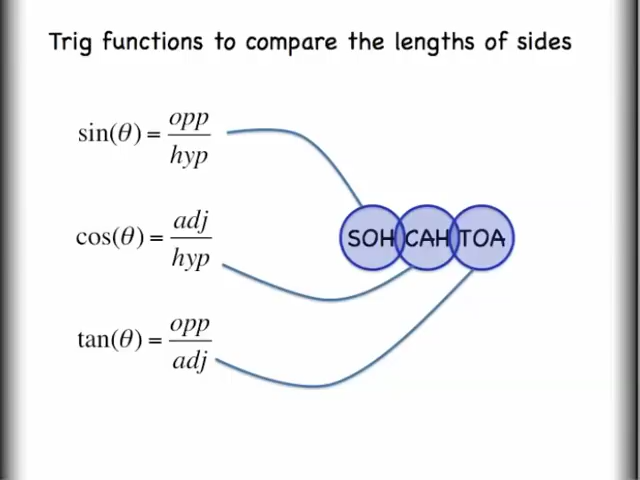 Trig functions to compare the lengths of sides
sin(θ) = opp/hyp
cos(θ) = adj/hyp
tan(θ) = opp/adj
SOH CAH TOA